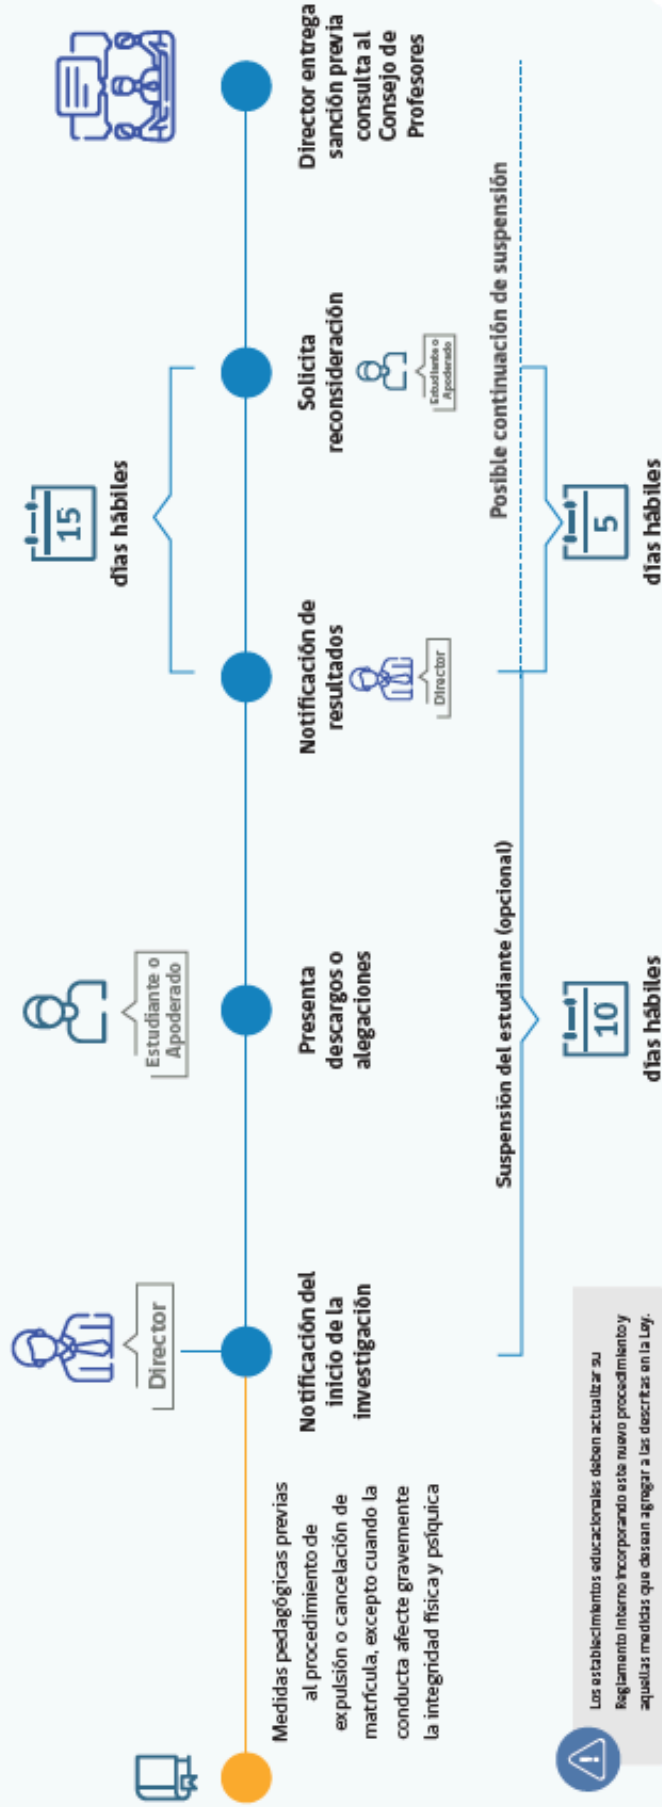 Director
Estudiante o
Apoderado
15
días hábiles
Medidas pedagógicas previas
al procedimiento de
expulsión o cancelación de
matrícula, excepto cuando la
conducta afecte gravemente
la integridad física y psíquica
Notificación del
inicio de la
investigación
Presenta
descargos o
alegaciones
Notificación de
resultados
Director
Solicita
reconsideración
Estudiante o
Apoderado
Director entrega
sanción previa
consulta al
Consejo de
Profesores
Suspensión del estudiante (opcional)
Posible continuación de suspensión
10
días hábiles
5
días hábiles
Los establecimientos educacionales deben actualizar su
Reglamento Interno incorporando este nuevo procedimiento y
aquellas medidas que desean agregar a las descritas en la Ley.